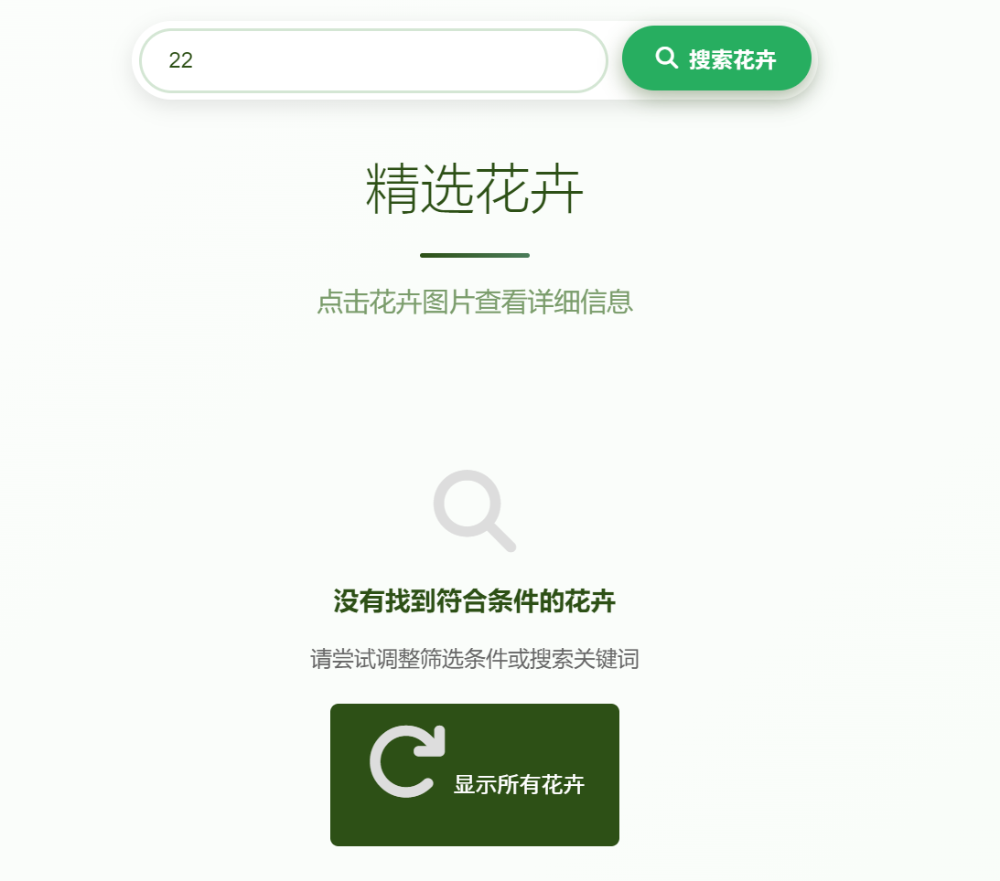 22
搜索花卉
精选花卉
点击花卉图片查看详细信息
没有找到符合条件的花卉
请尝试调整筛选条件或搜索关键词
显示所有花卉